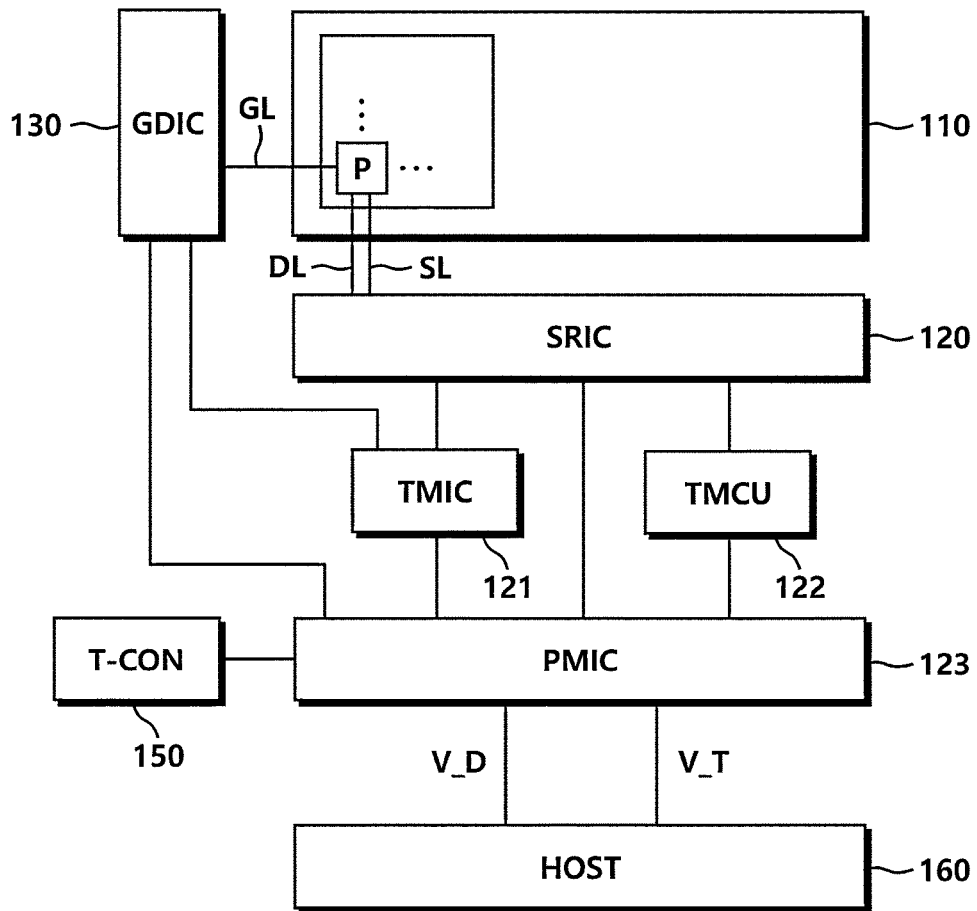 130
GDIC
GL
P
110
DL
SL
SRIC
120
TMIC
TMCU
121
122
T-CON
PMIC
123
150
V_D
V_T
HOST
160